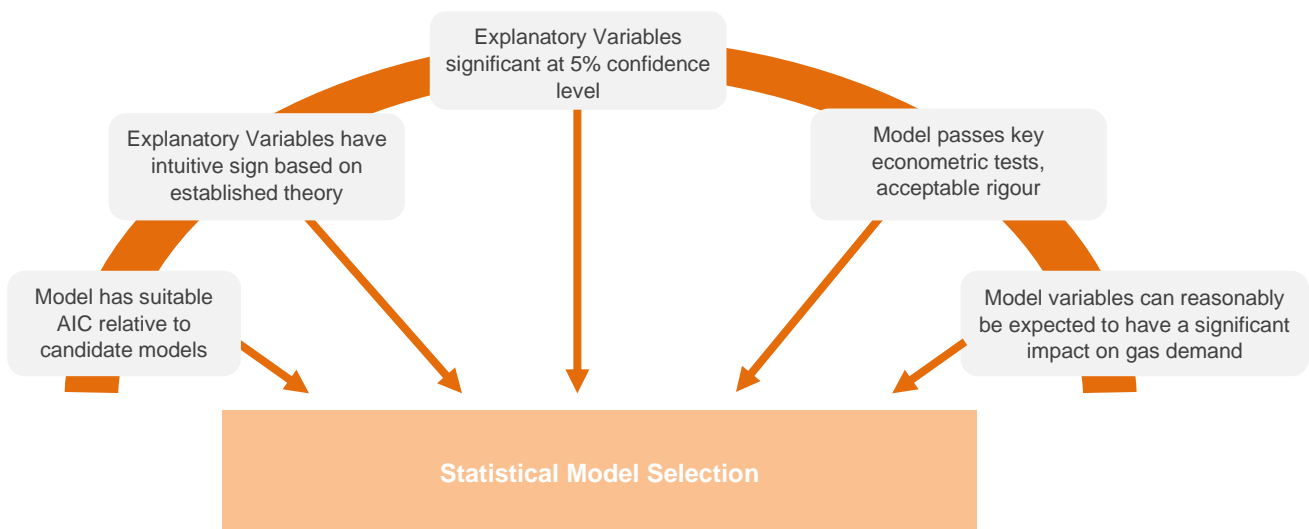 Explanatory Variables
significant at 5% confidence
level
Explanatory Variables have
intuitive sign based on
established theory
Model passes key
econometric tests,
acceptable rigour
Model has suitable
AIC relative to
candidate models
Model variables can reasonably
be expected to have a significant
impact on gas demand
Statistical Model Selection